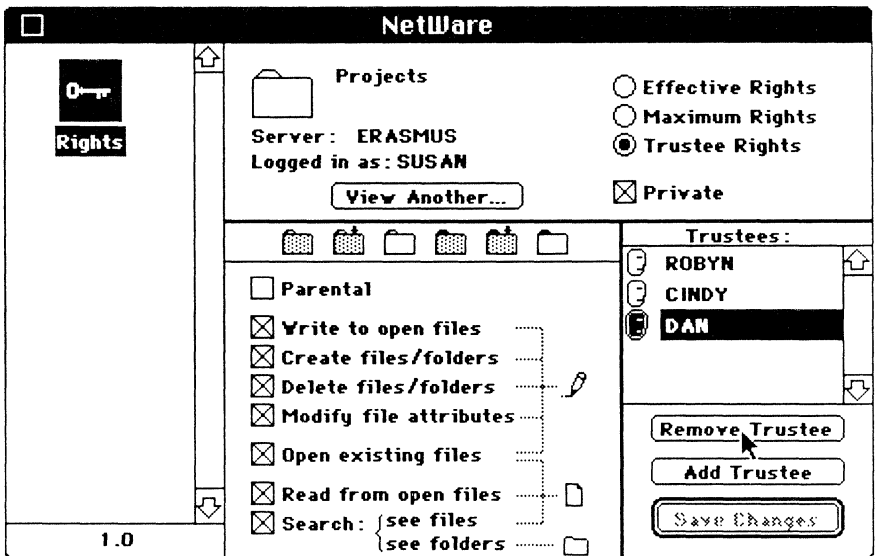 NetWare
Rights
1.0
Projects
Server: ERASMUS
Logged in as: SUSAN
View Another...
Effective Rights
Maximum Rights
Trustee Rights
Private
Parental
Write to open files
Create files/folders
Delete files/folders
Modify file attributes
Open existing files
Read from open files
Search: see files
see folders
Trustees:
ROBYN
CINDY
DAN
Remove Trustee
Add Trustee
Save Changes